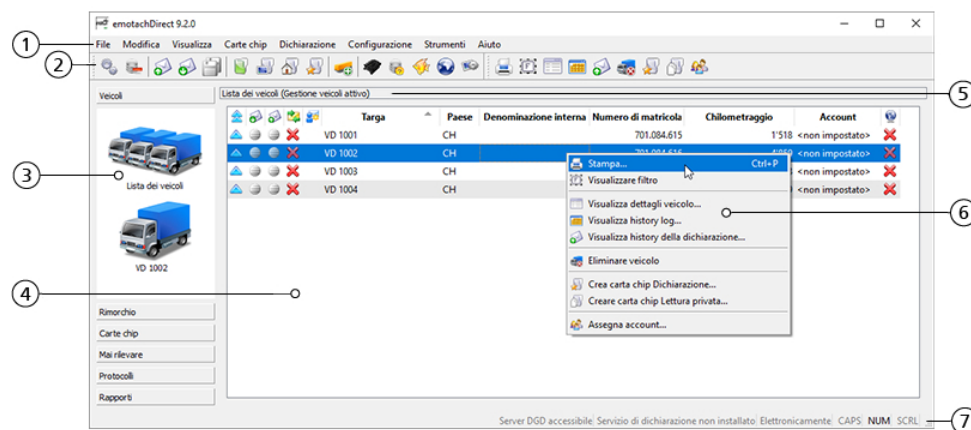 emotachDirect 9.2.0
1
File Modifica Visualizza Carte chip Dichiarazione Configurazione Strumenti Aiuto
2
Veicoli
Lista dei veicoli (Gestione veicoli attivo)
5
Targa Paese Denominazione interna Numero di matricola Chilometraggio Account
VD 1001 CH 701.084.615 1'518 <non impostato>
VD 1002 CH 701.084.616 4'859 <non impostato>
VD 1003 CH <non impostato>
VD 1004 CH <non impostato>
3
Lista dei veicoli
VD 1002
Stampa... Ctrl+P
Visualizzare filtro
Visualizza dettagli veicolo...
6
Visualizza history log...
Visualizza history della dichiarazione...
Eliminare veicolo
Crea carta chip Dichiarazione...
Creare carta chip Lettura privata...
Assegna account...
4
Rimorchio
Carte chip
Mai rilevare
Protocolli
Rapporti
Server DGD accessibile Servizio di dichiarazione non installato Elettronicamente CAPS NUM SCRL
7